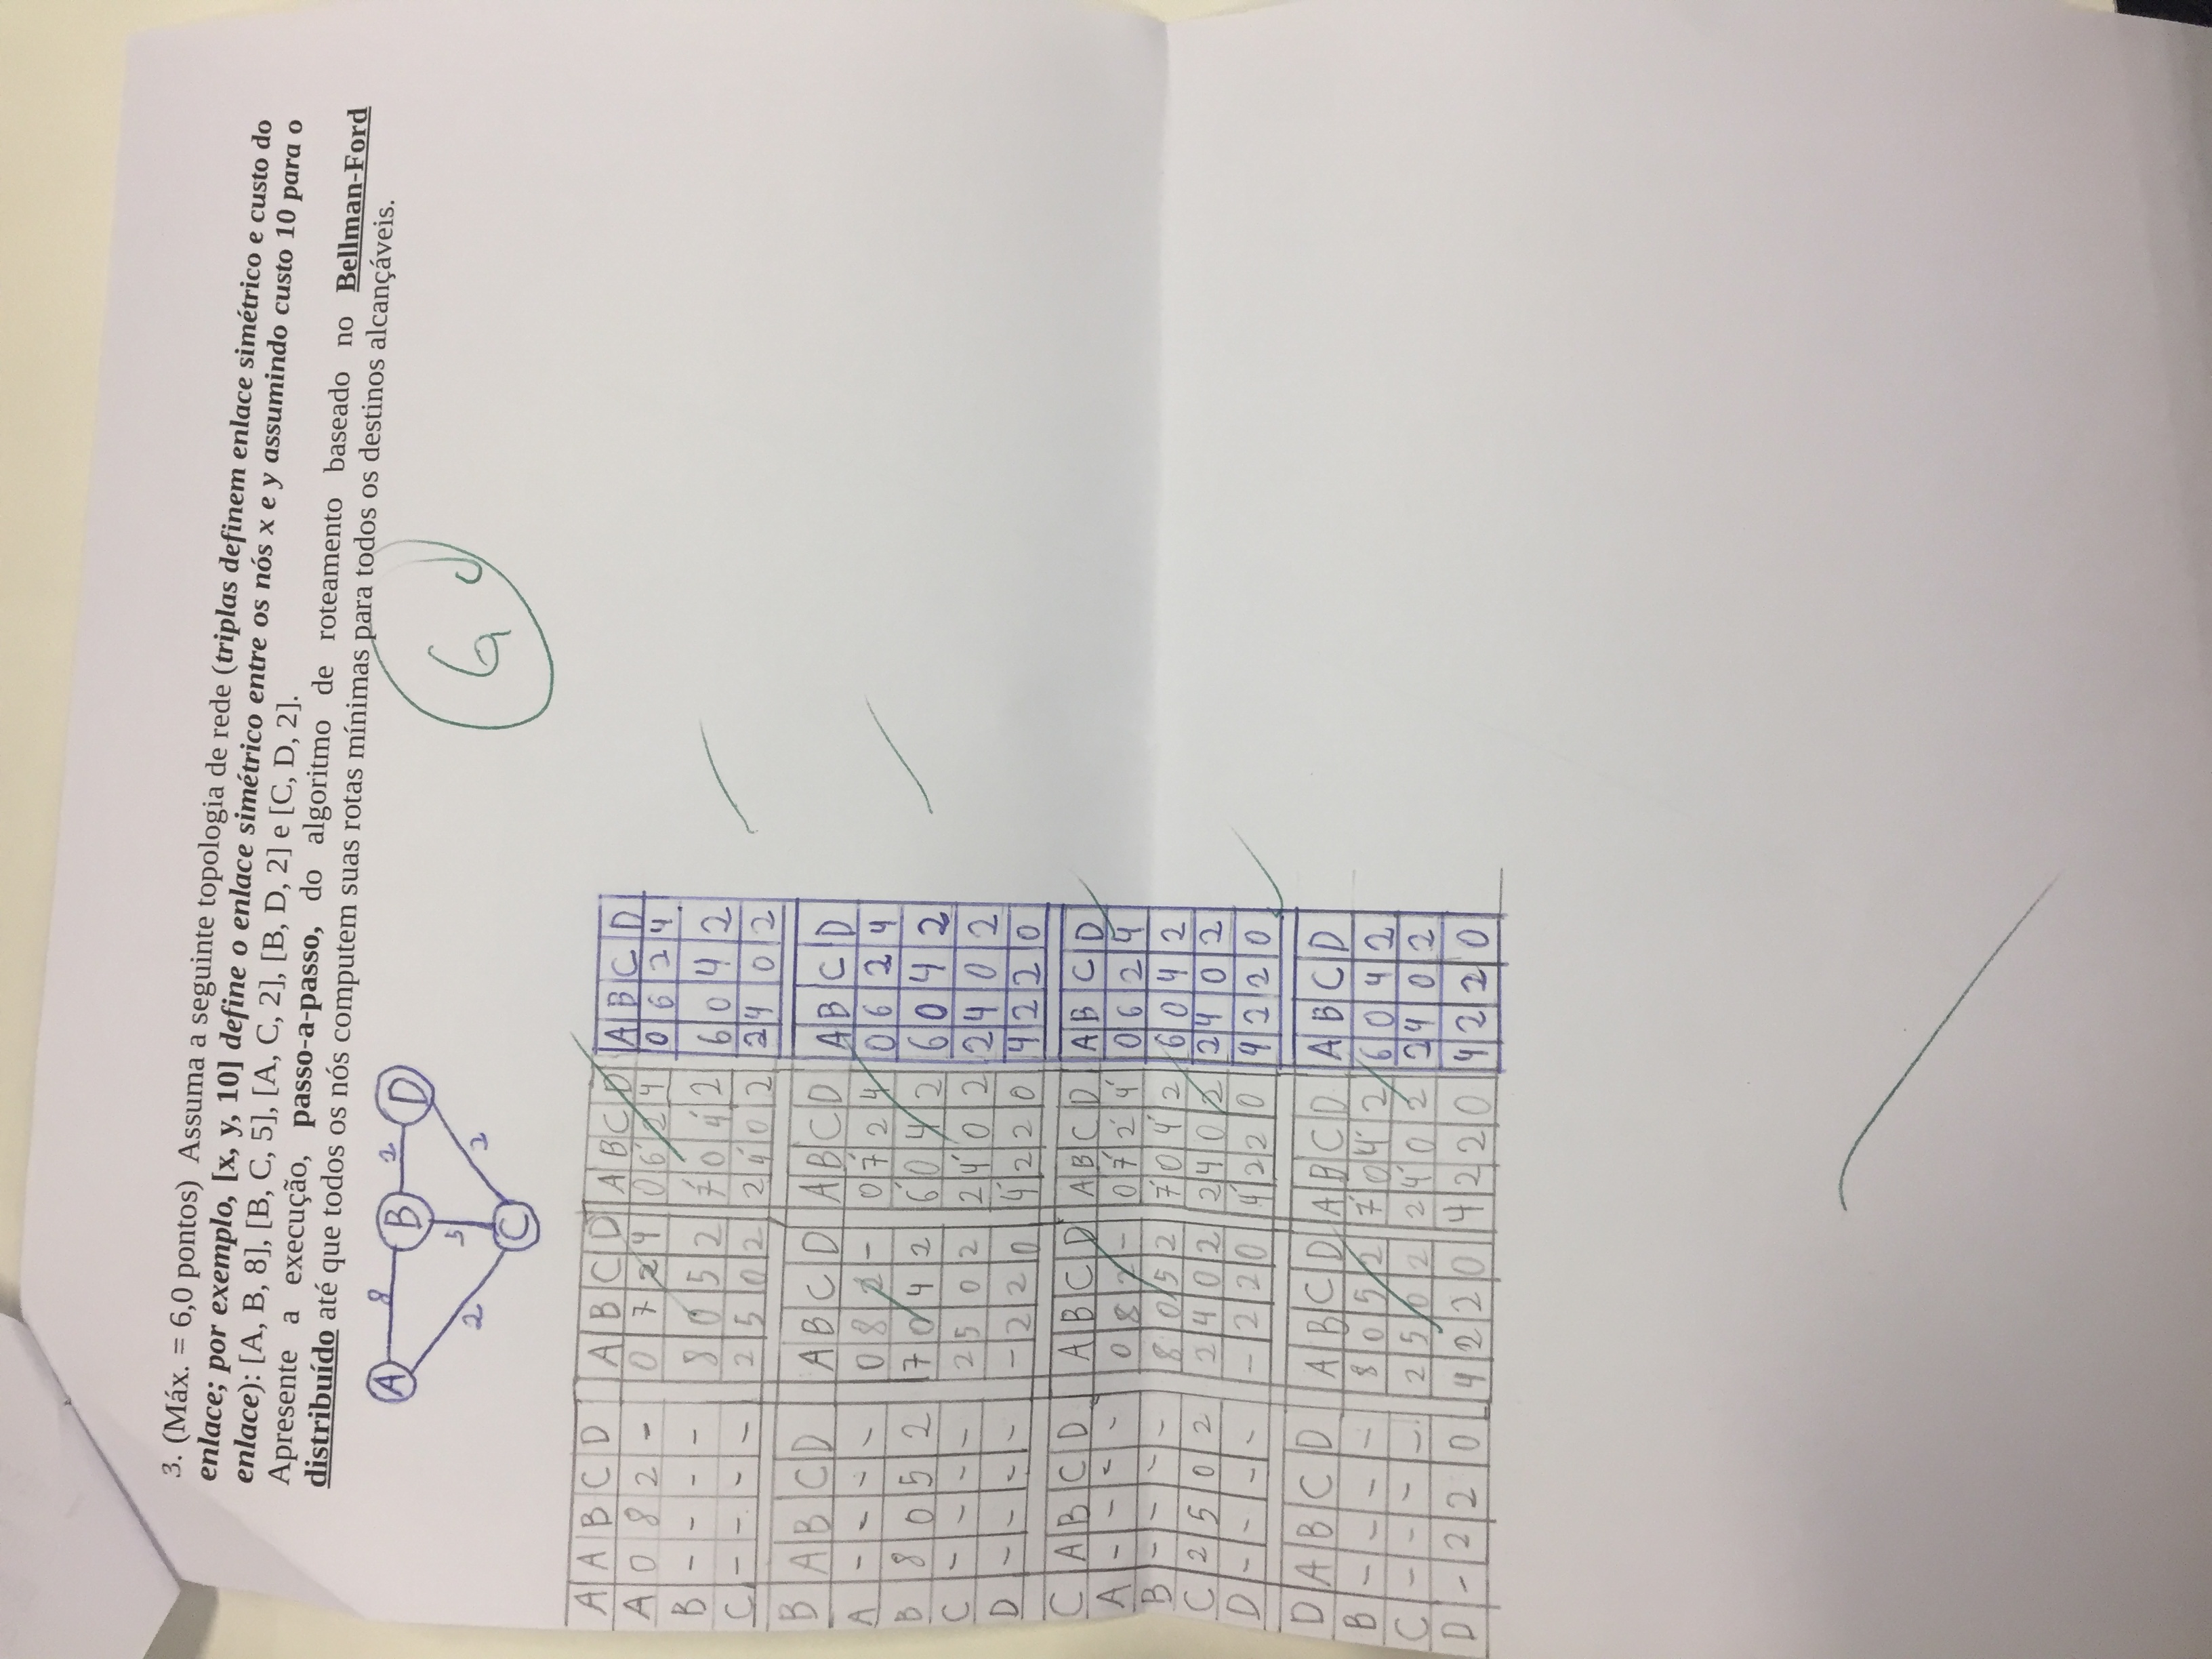 3. (Máx. = 6,0 pontos) Assuma a seguinte topologia de rede (triplas definem enlace simétrico e custo do
enlace; por exemplo, [x, y, 10] define o enlace simétrico entre os nós x e y assumindo custo 10 para o
enlace): [A, B, 8], [B, C, 5], [A, C, 2], [B, D, 2] e [C, D, 2].
Apresente a execução, passo-a-passo, do algoritmo de roteamento baseado no Bellman-Ford
distribuído até que todos os nós computem suas rotas mínimas para todos os destinos alcançáveis.
A 8 B 2 D
2 5 2
C
A A B C D A B C D A B C D A B C D
A 0 8 2 - 0 7 2 4 0 6 2 4 0 6 2 4
B - - - - 8 0 5 2 7 0 4 2 6 0 4 2
C - - - - 2 5 0 2 2 4 0 2 2 4 0 2
B A B C D A B C D A B C D A B C D
A - - - - 0 8 2 - 0 7 2 4 0 6 2 4
B 8 0 5 2 7 0 4 2 6 0 4 2 6 0 4 2
C - - - - 2 5 0 2 2 4 0 2 2 4 0 2
D - - - - - 2 2 0 4 2 2 0 4 2 2 0
C A B C D A B C D A B C D A B C D
A - - - - 0 8 2 - 0 7 2 4 0 6 2 4
B - - - - 8 0 5 2 7 0 4 2 6 0 4 2
C 2 5 0 2 2 4 0 2 2 4 0 2 2 4 0 2
D - - - - - 2 2 0 4 2 2 0 4 2 2 0
D A B C D A B C D A B C D A B C D
B - - - - 8 0 5 2 7 0 4 2 6 0 4 2
C - - - - 2 5 0 2 2 4 0 2 2 4 0 2
D - 2 2 0 4 2 2 0 4 2 2 0 4 2 2 0